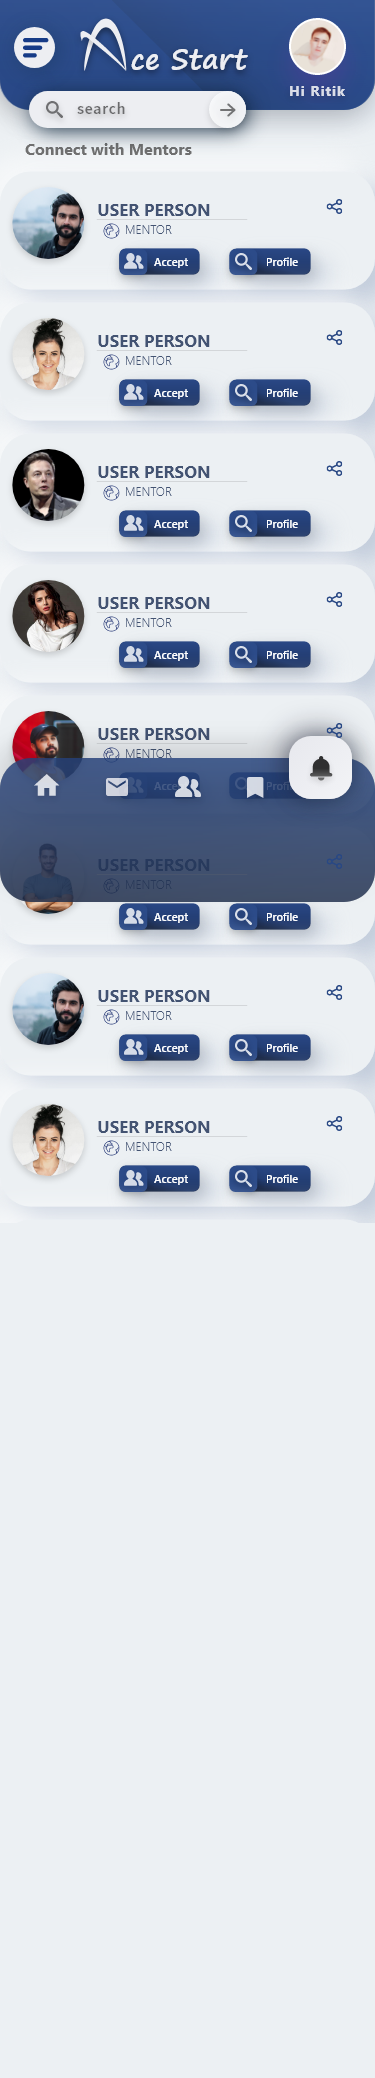 Ace Start
Hi Ritik
search
Connect with Mentors
USER PERSON
MENTOR
Accept Profile
USER PERSON
MENTOR
Accept Profile
USER PERSON
MENTOR
Accept Profile
USER PERSON
MENTOR
Accept Profile
USER PERSON
MENTOR
Accept Profile
USER PERSON
MENTOR
Accept Profile
USER PERSON
MENTOR
Accept Profile
USER PERSON
MENTOR
Accept Profile